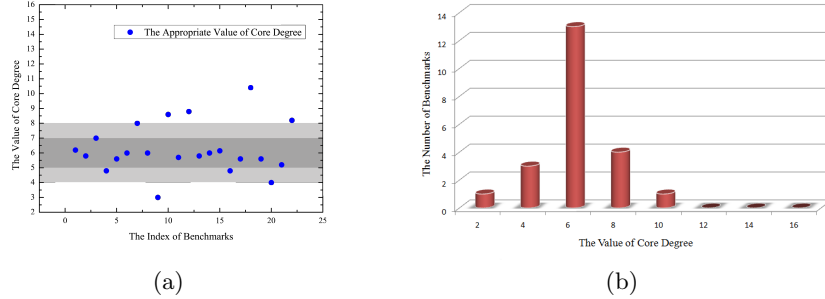 16
15
14
13
12
11
10
9
8
7
6
5
4
3
2
The Value of Core Degree
The Appropriate Value of Core Degree
0 5 10 15 20 25
The Index of Benchmarks
(a)
14
12
10
8
6
4
2
0
The Number of Benchmarks
2 4 6 8 10 12 14 16
The Value of Core Degree
(b)